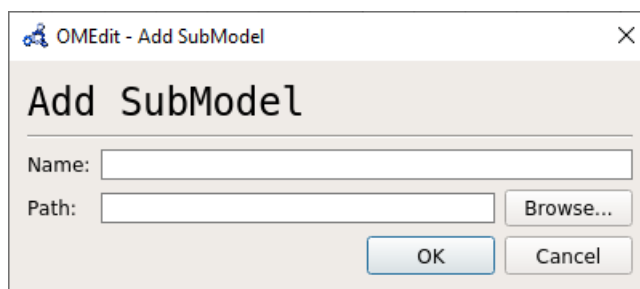 OMEdit - Add SubModel
Add SubModel
Name:
Path: Browse...
OK Cancel